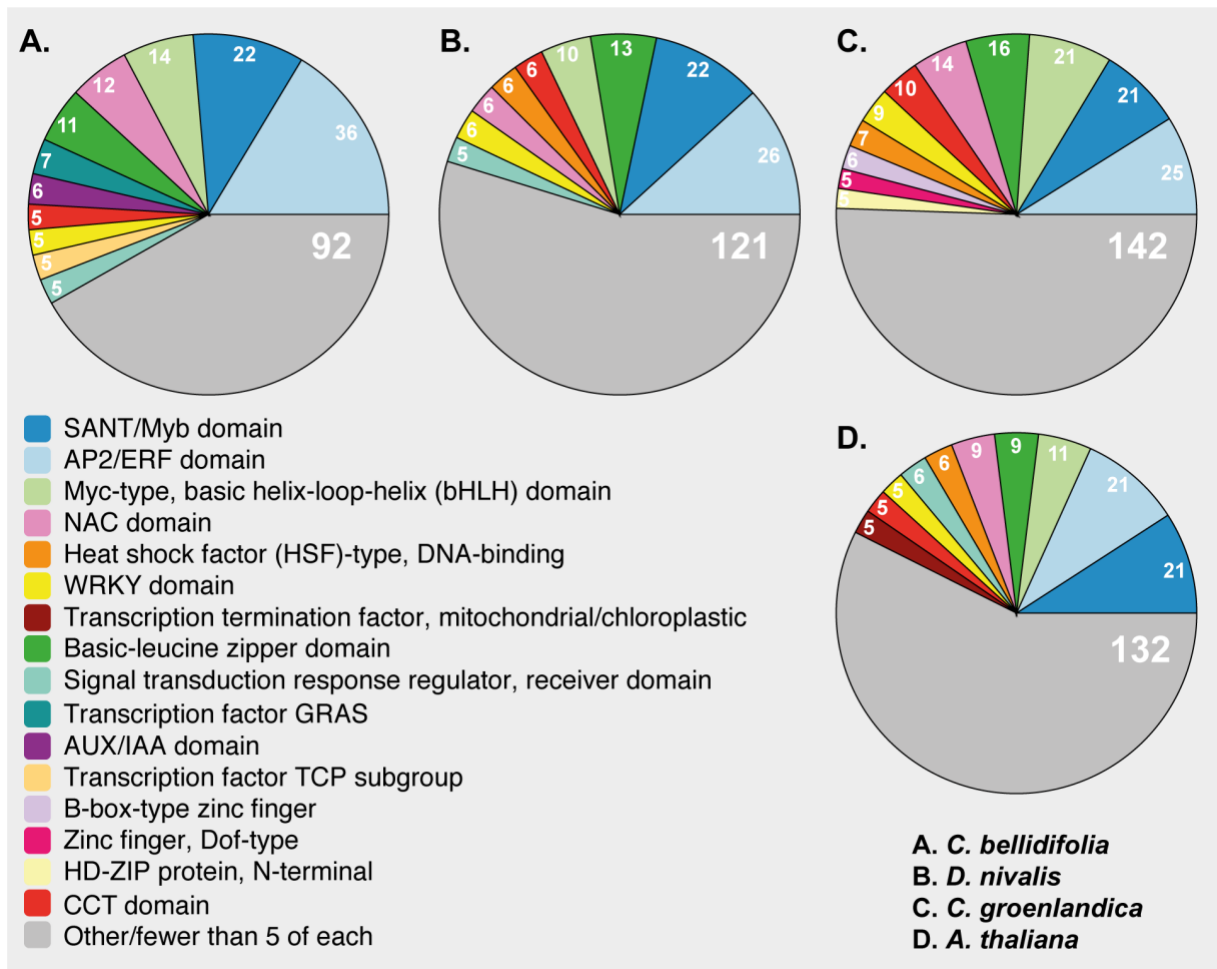 A.
14
22
36
12
11
7
6
5
5
5
5
92
B.
6
10
13
22
26
6
6
6
5
121
C.
14
16
21
21
25
10
9
7
6
5
5
142
SANT/Myb domain
AP2/ERF domain
Myc-type, basic helix-loop-helix (bHLH) domain
NAC domain
Heat shock factor (HSF)-type, DNA-binding
WRKY domain
Transcription termination factor, mitochondrial/chloroplastic
Basic-leucine zipper domain
Signal transduction response regulator, receiver domain
Transcription factor GRAS
AUX/IAA domain
Transcription factor TCP subgroup
B-box-type zinc finger
Zinc finger, Dof-type
HD-ZIP protein, N-terminal
CCT domain
Other/fewer than 5 of each
D.
5
5
5
6
6
9
9
11
21
21
132
A. C. bellidifolia
B. D. nivalis
C. C. groenlandica
D. A. thaliana